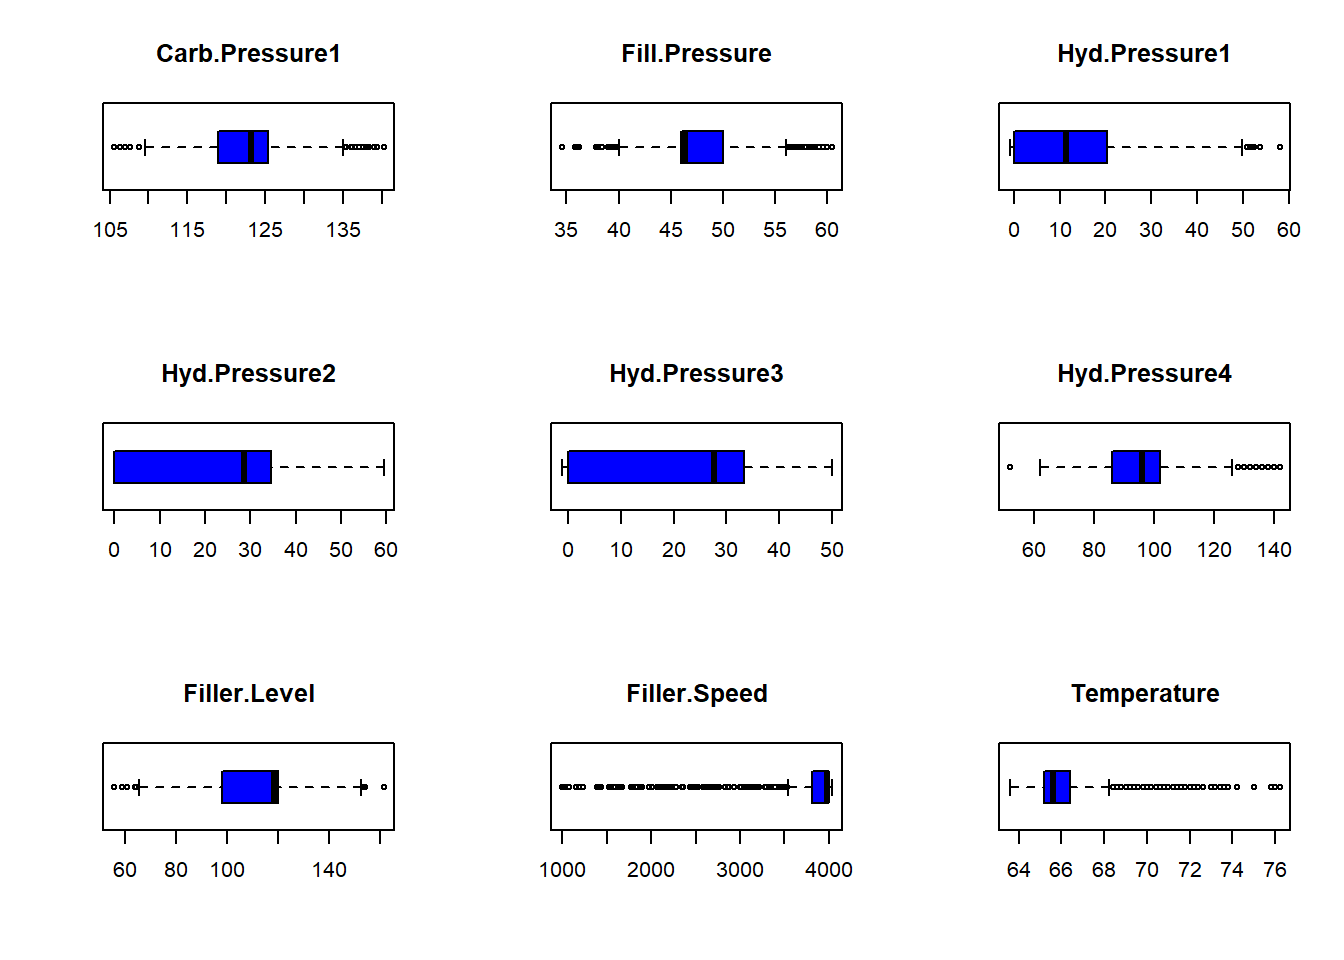 Carb.Pressure1 Fill.Pressure Hyd.Pressure1
105 115 125 135 35 40 45 50 55 60 0 10 20 30 40 50 60
Hyd.Pressure2 Hyd.Pressure3 Hyd.Pressure4
0 10 20 30 40 50 60 0 10 20 30 40 50 60 80 100 120 140
Filler.Level Filler.Speed Temperature
60 80 100 140 1000 2000 3000 4000 64 66 68 70 72 74 76